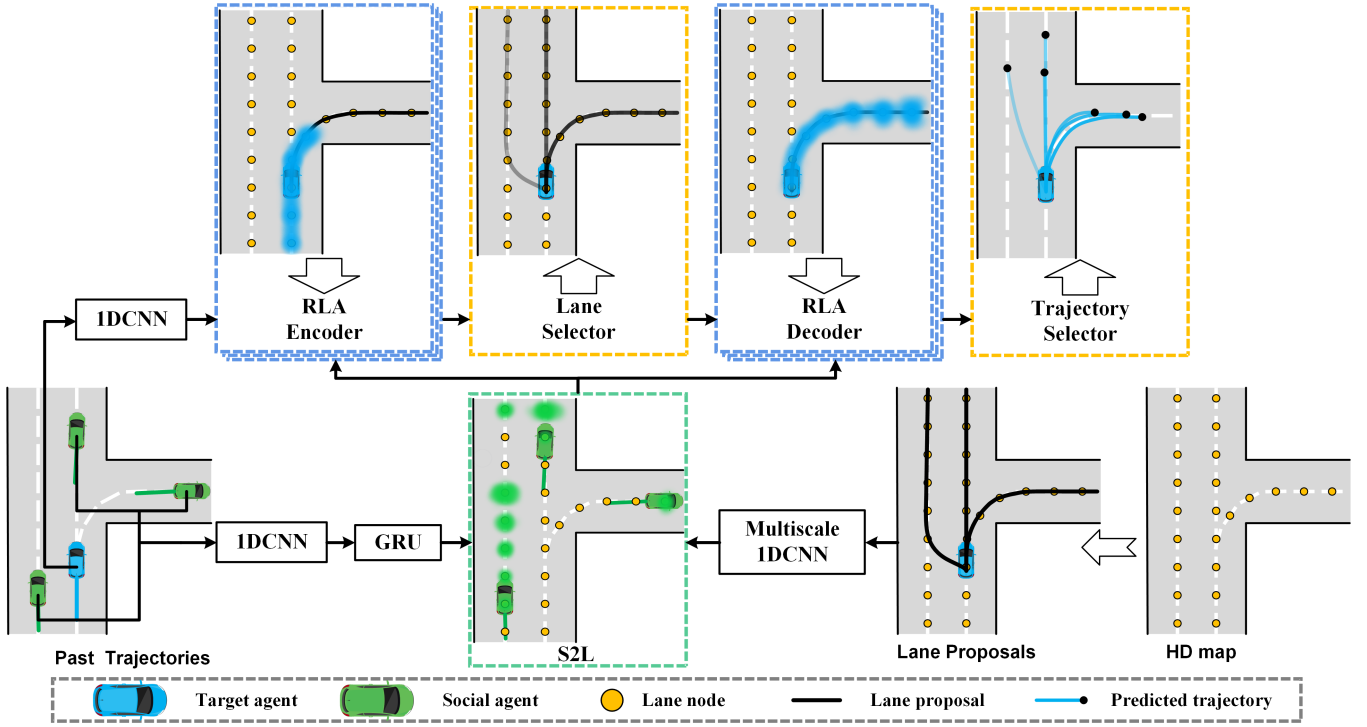 1DCNN
RLA
Encoder
Lane
Selector
RLA
Decoder
Trajectory
Selector
1DCNN
GRU
Multiscale
1DCNN
Past Trajectories
S2L
Lane Proposals
HD map
Target agent
Social agent
Lane node
Lane proposal
Predicted trajectory